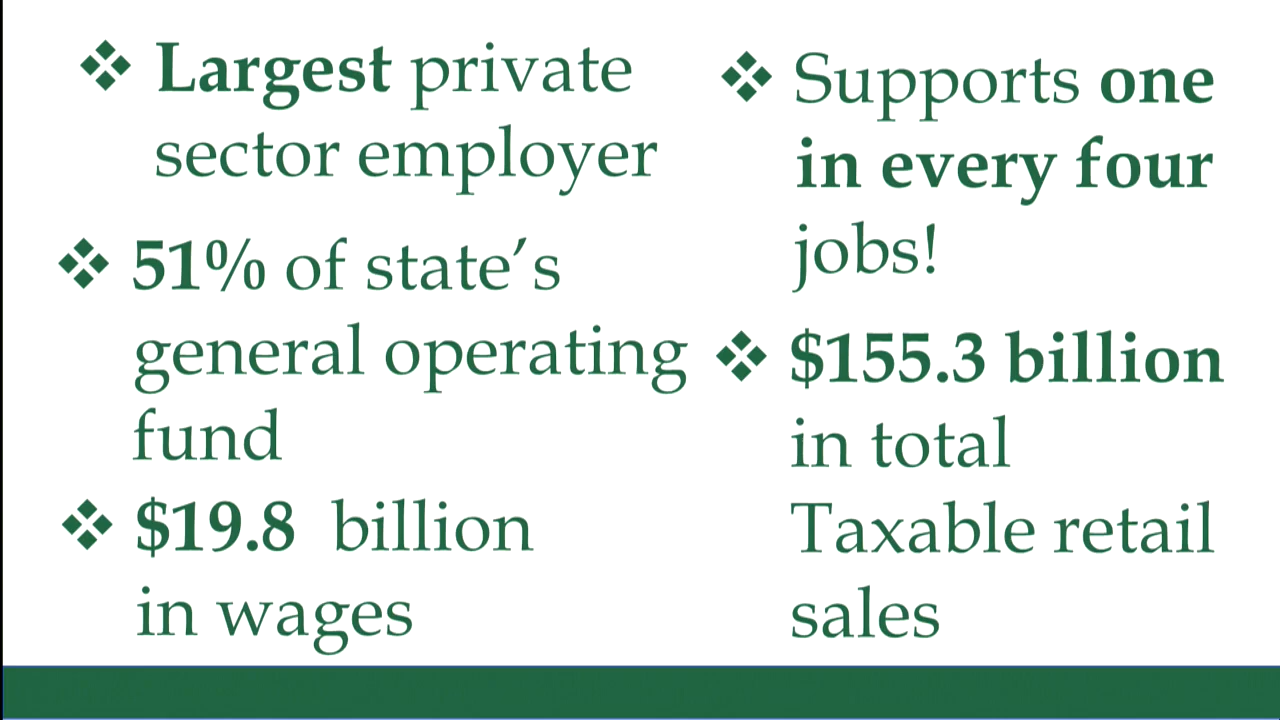 ❖ Largest private
sector employer
❖ 51% of state’s
general operating
fund
❖ $19.8 billion
in wages
❖ Supports one
in every four
jobs!
❖ $155.3 billion
in total
Taxable retail
sales